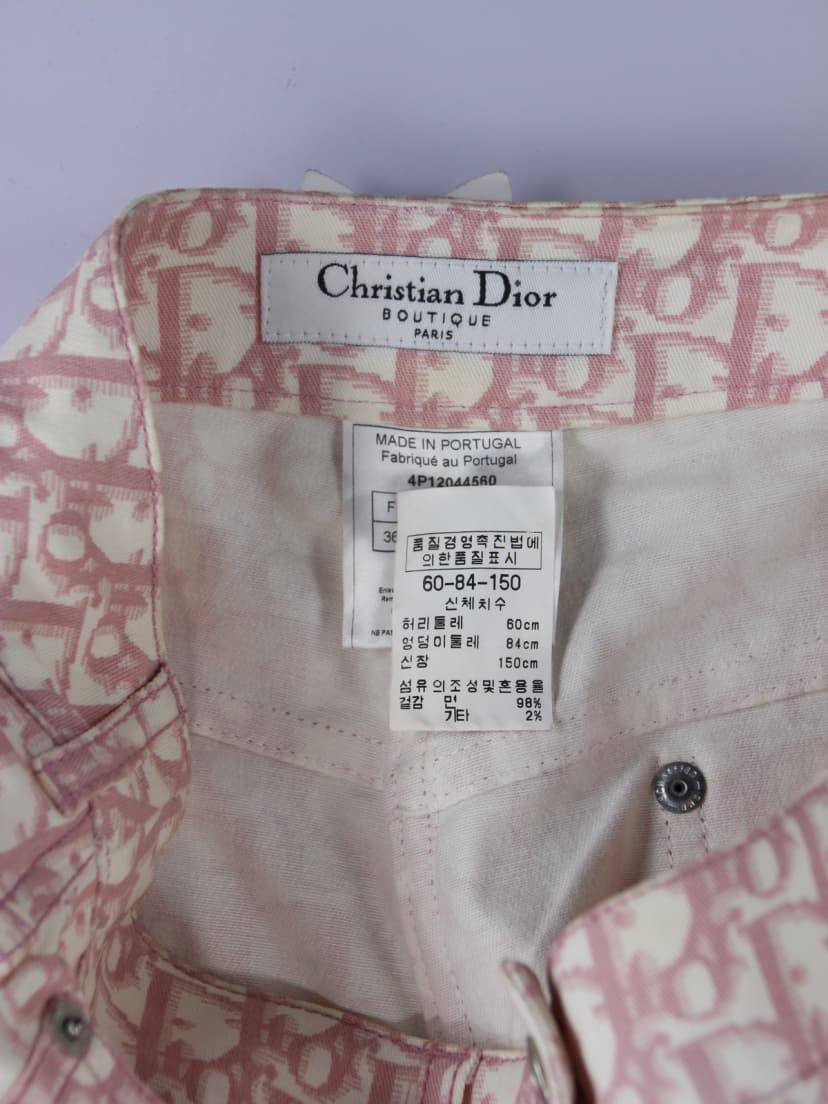 Christian Dior
BOUTIQUE
PARIS
MADE IN PORTUGAL
Fabriqué au Portugal
4P12044560
F
36
품질경영촉진법에
의한품질표시
60-84-150
신체치수
허리둘레 60cm
엉덩이둘레 84cm
신장 150cm
섬유의조성및혼용율
겉감 면 98%
기타 2%